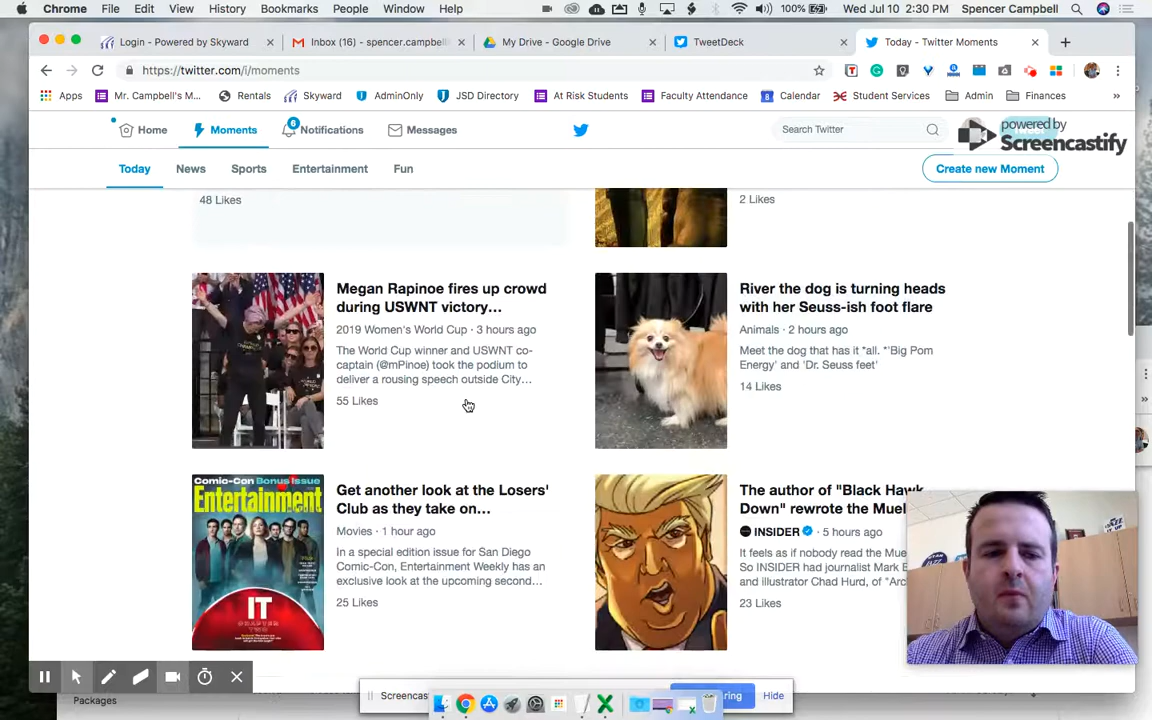 Chrome File Edit View History Bookmarks People Window Help 100% Wed Jul 10 2:30 PM Spencer Campbell
Login - Powered by Skyward Inbox (16) - spencer.campbell My Drive - Google Drive TweetDeck Today - Twitter Moments
https://twitter.com/i/moments
Apps Mr. Campbell's M... Rentals Skyward AdminOnly JSD Directory At Risk Students Faculty Attendance 8 Calendar Student Services Admin Finances »
Home Moments 6 Notifications Messages Search Twitter
powered by
Screencastify
Today News Sports Entertainment Fun Create new Moment
48 Likes
2 Likes
Megan Rapinoe fires up crowd
during USWNT victory...
2019 Women's World Cup · 3 hours ago
The World Cup winner and USWNT co-
captain (@mPinoe) took the podium to
deliver a rousing speech outside City...
55 Likes
River the dog is turning heads
with her Seuss-ish foot flare
Animals · 2 hours ago
Meet the dog that has it *all. *'Big Pom
Energy' and 'Dr. Seuss feet'
14 Likes
Comic-Con Bonus Issue
Entertainment
IT
Get another look at the Losers'
Club as they take on...
Movies · 1 hour ago
In a special edition issue for San Diego
Comic-Con, Entertainment Weekly has an
exclusive look at the upcoming second...
25 Likes
The author of "Black Hawk
Down" rewrote the Muel
INSIDER · 5 hours ago
It feels as if nobody read the Mue
So INSIDER had journalist Mark B
and illustrator Chad Hurd, of "Arc
23 Likes
Packages
Screencas
ring
Hide